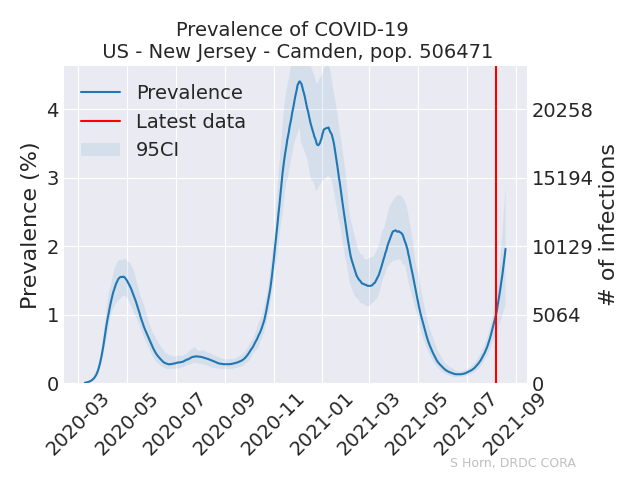 Prevalence of COVID-19
US - New Jersey - Camden, pop. 506471
Prevalence
Latest data
95CI
Prevalence (%)
4
3
2
1
0
20258
15194
10129
5064
0
# of infections
2020-03
2020-05
2020-07
2020-09
2020-11
2021-01
2021-03
2021-05
2021-07
2021-09
S Horn, DRDC CORA